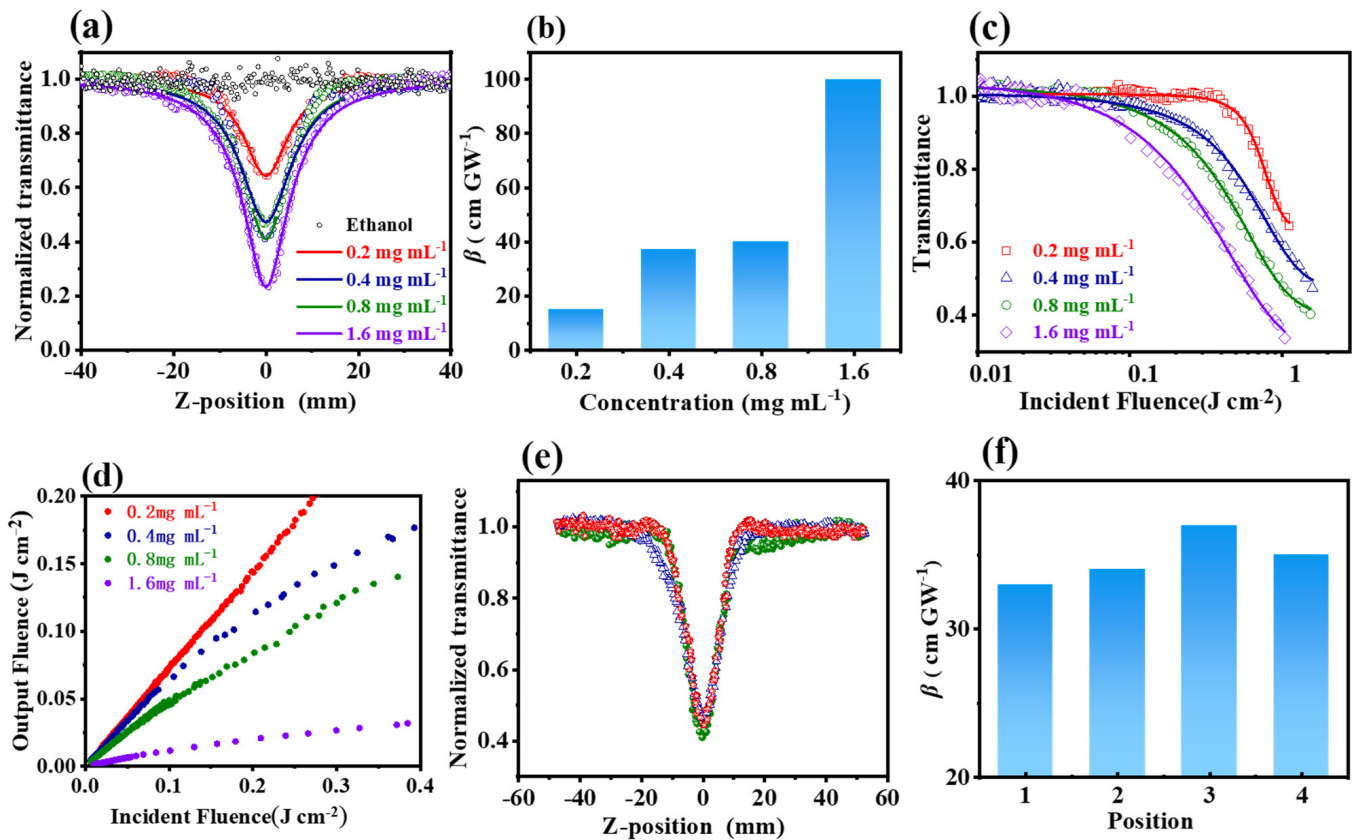 (a)
Normalized transmittance
1.0
0.8
0.6
0.4
0.2
0
-40
-20
0
20
40
Z-position (mm)
Ethanol
0.2 mg mL⁻¹
0.4 mg mL⁻¹
0.8 mg mL⁻¹
1.6 mg mL⁻¹
(b)
β ( cm GW⁻¹)
100
80
60
40
20
0
0.2
0.4
0.8
1.6
Concentration (mg mL⁻¹)
(c)
Transmittance
1.0
0.8
0.6
0.4
0.01
0.1
1
Incident Fluence(J cm⁻²)
0.2 mg mL⁻¹
0.4 mg mL⁻¹
0.8 mg mL⁻¹
1.6 mg mL⁻¹
(d)
Output Fluence (J cm⁻²)
0.20
0.15
0.10
0.05
0.00
0.0
0.1
0.2
0.3
0.4
Incident Fluence(J cm⁻²)
0.2mg mL⁻¹
0.4mg mL⁻¹
0.8mg mL⁻¹
1.6mg mL⁻¹
(e)
Normalized transmittance
1.0
0.8
0.6
0.4
-60
-40
-20
0
20
40
60
Z-position (mm)
(f)
β ( cm GW⁻¹)
40
30
20
1
2
3
4
Position